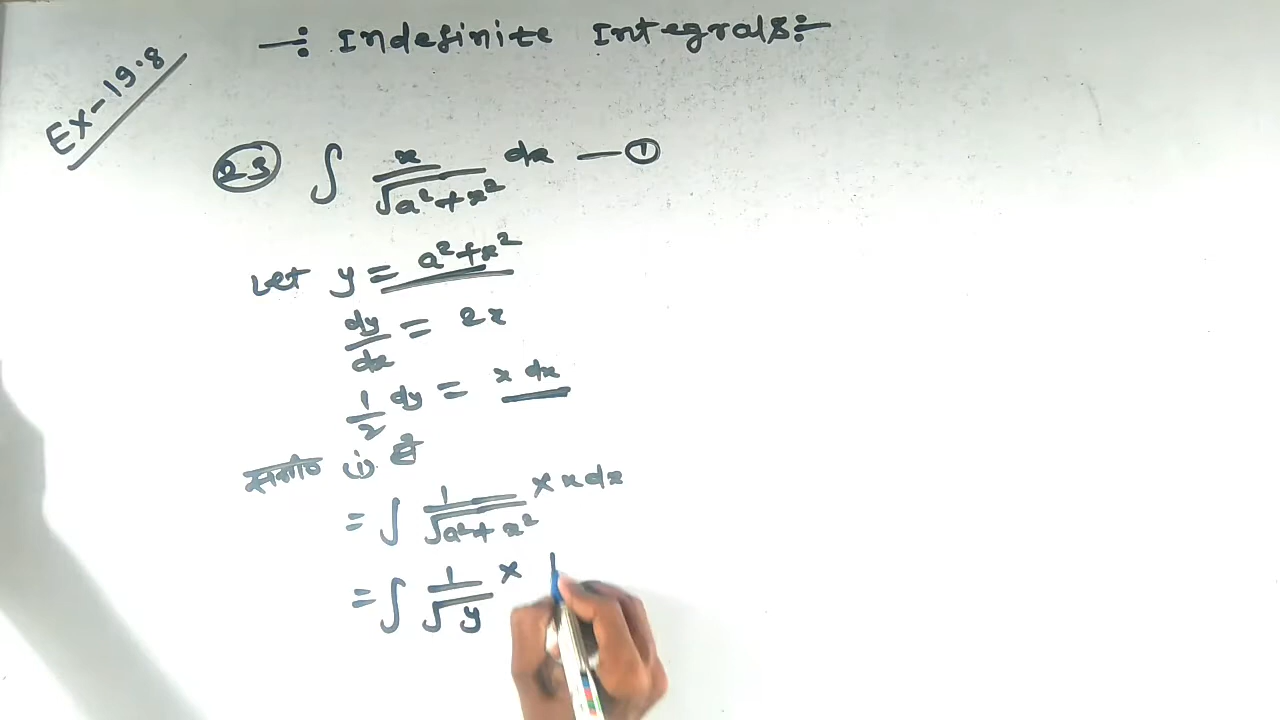 -: Indefinite Integrals:-
Ex-19.8
23 ∫ x/√(a²+x²) dx — ①
Let y = a²+x²
dy/dx = 2x
1/2 dy = x dx
समी० (i) से
= ∫ 1/√(a²+x²) × x dx
= ∫ 1/√y ×